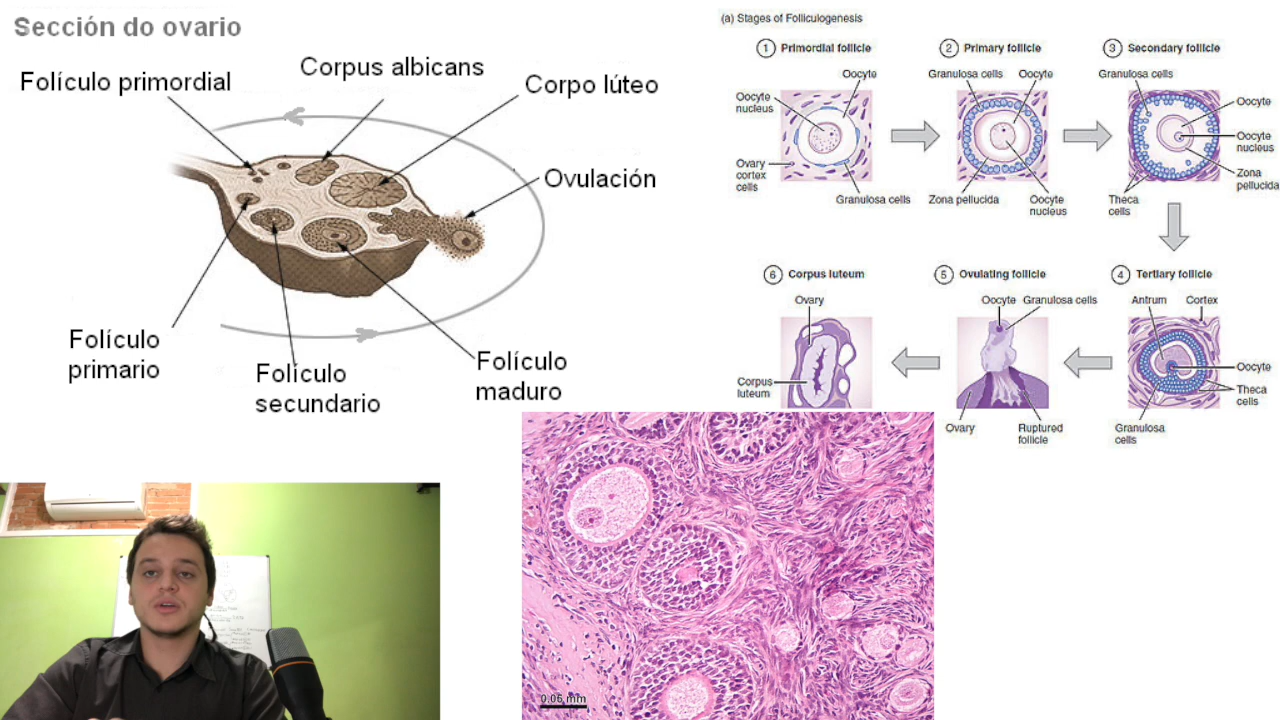 Sección do ovario
Folículo primordial
Corpus albicans
Corpo lúteo
Ovulación
Folículo
primario
Folículo
secundario
Folículo
maduro
(a) Stages of Folliculogenesis
1 Primordial follicle
Oocyte
Oocyte
nucleus
Ovary
cortex
cells
Granulosa cells
2 Primary follicle
Granulosa cells
Oocyte
Zona pellucida
Oocyte
nucleus
3 Secondary follicle
Granulosa cells
Oocyte
Oocyte
nucleus
Zona
pellucida
Theca
cells
4 Tertiary follicle
Antrum
Cortex
Oocyte
Theca
cells
Granulosa
cells
5 Ovulating follicle
Oocyte
Granulosa cells
Ovary
Ruptured
follicle
6 Corpus luteum
Ovary
Corpus
luteum
0.06 mm